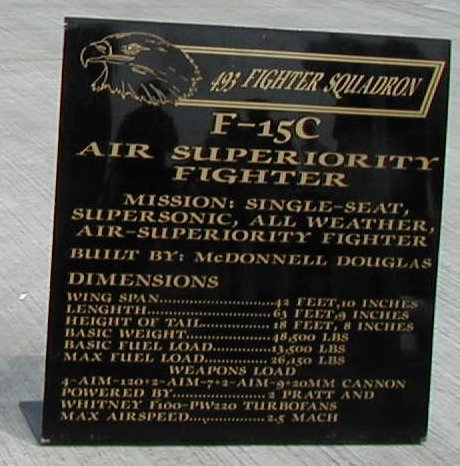 493 FIGHTER SQUADRON
F-15C
AIR SUPERIORITY
FIGHTER
MISSION: SINGLE-SEAT,
SUPERSONIC, ALL WEATHER,
AIR-SUPERIORITY FIGHTER
BUILT BY: McDONNELL DOUGLAS
DIMENSIONS
WING SPAN......................42 FEET,10 INCHES
LENGHTH........................63 FEET,9 INCHES
HEIGHT OF TAIL..............18 FEET, 8 INCHES
BASIC WEIGHT.................48,500 LBS
BASIC FUEL LOAD............13,500 LBS
MAX FUEL LOAD...............26,150 LBS
WEAPONS LOAD
4-AIM-120+2-AIM-7+2-AIM-9+20MM CANNON
POWERED BY......................2 PRATT AND
WHITNEY F100-PW220 TURBOFANS
MAX AIRSPEED..................2.5 MACH